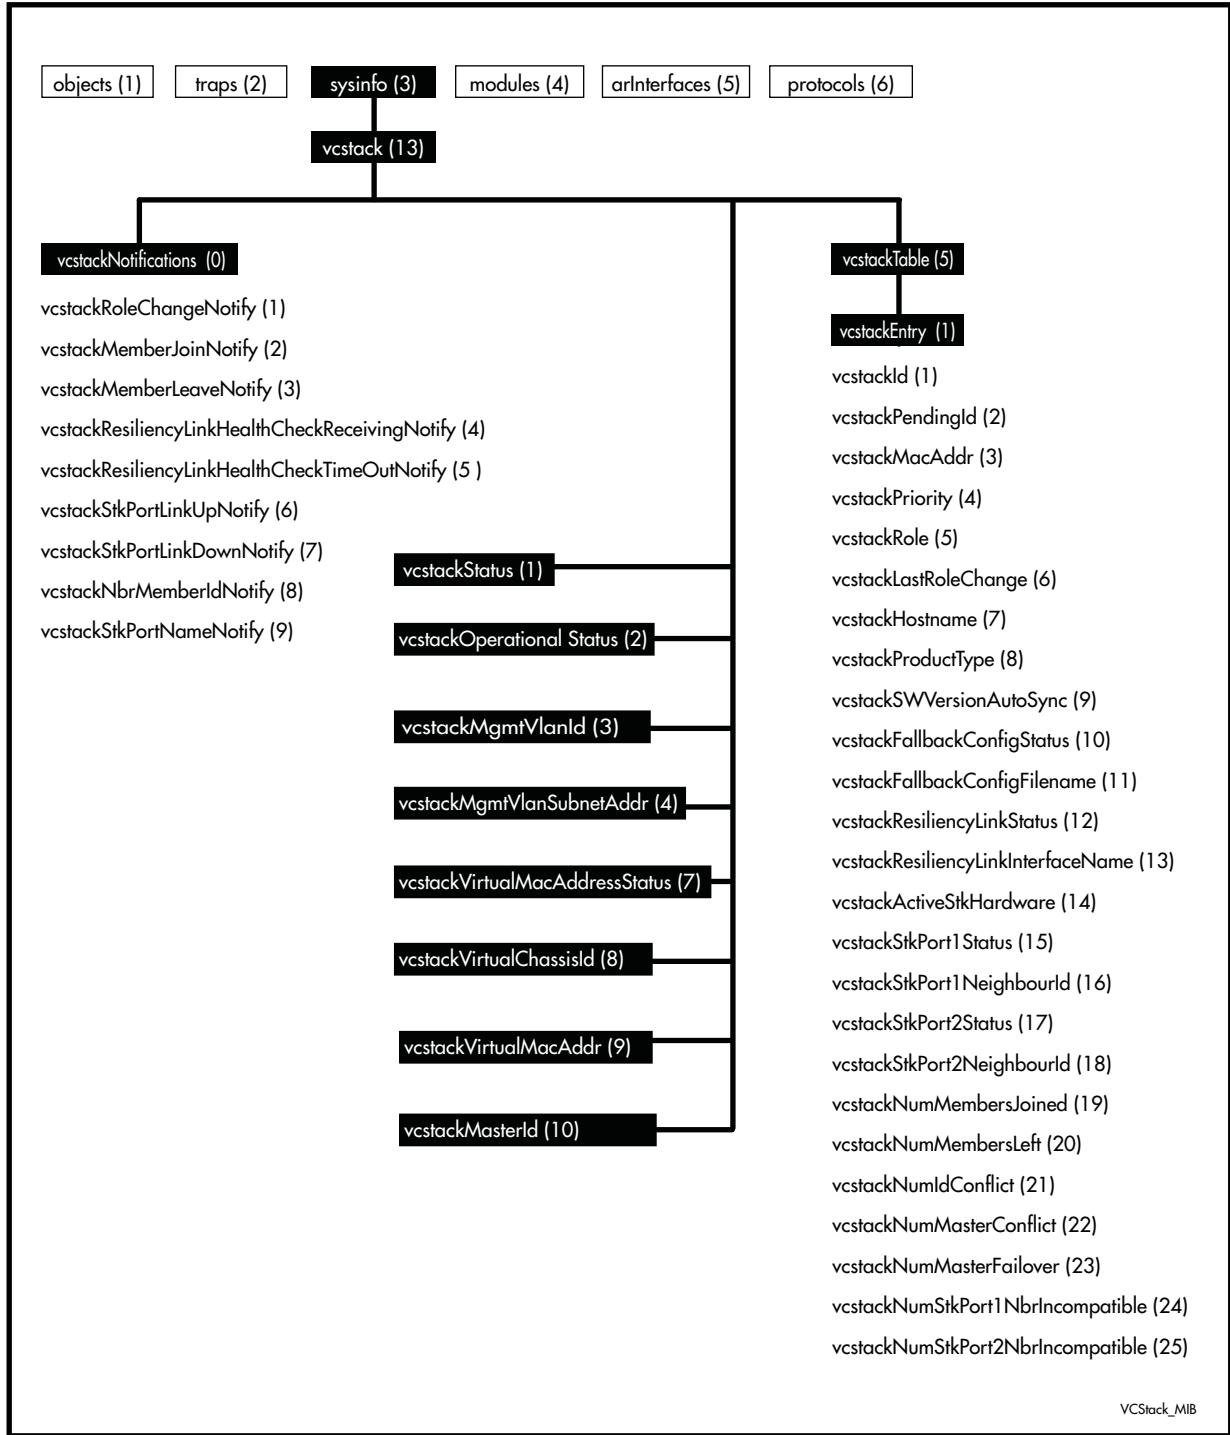 objects (1)
traps (2)
sysinfo (3)
modules (4)
arInterfaces (5)
protocols (6)
vcstack (13)
vcstackNotifications (0)
vcstackRoleChangeNotify (1)
vcstackMemberJoinNotify (2)
vcstackMemberLeaveNotify (3)
vcstackResiliencyLinkHealthCheckReceivingNotify (4)
vcstackResiliencyLinkHealthCheckTimeOutNotify (5 )
vcstackStkPortLinkUpNotify (6)
vcstackStkPortLinkDownNotify (7)
vcstackNbrMemberIdNotify (8)
vcstackStkPortNameNotify (9)
vcstackStatus (1)
vcstackOperational Status (2)
vcstackMgmtVlanId (3)
vcstackMgmtVlanSubnetAddr (4)
vcstackVirtualMacAddressStatus (7)
vcstackVirtualChassisId (8)
vcstackVirtualMacAddr (9)
vcstackMasterId (10)
vcstackTable (5)
vcstackEntry (1)
vcstackId (1)
vcstackPendingId (2)
vcstackMacAddr (3)
vcstackPriority (4)
vcstackRole (5)
vcstackLastRoleChange (6)
vcstackHostname (7)
vcstackProductType (8)
vcstackSWVersionAutoSync (9)
vcstackFallbackConfigStatus (10)
vcstackFallbackConfigFilename (11)
vcstackResiliencyLinkStatus (12)
vcstackResiliencyLinkInterfaceName (13)
vcstackActiveStkHardware (14)
vcstackStkPort1Status (15)
vcstackStkPort1NeighbourId (16)
vcstackStkPort2Status (17)
vcstackStkPort2NeighbourId (18)
vcstackNumMembersJoined (19)
vcstackNumMembersLeft (20)
vcstackNumIdConflict (21)
vcstackNumMasterConflict (22)
vcstackNumMasterFailover (23)
vcstackNumStkPort1NbrIncompatible (24)
vcstackNumStkPort2NbrIncompatible (25)
VCStack_MIB